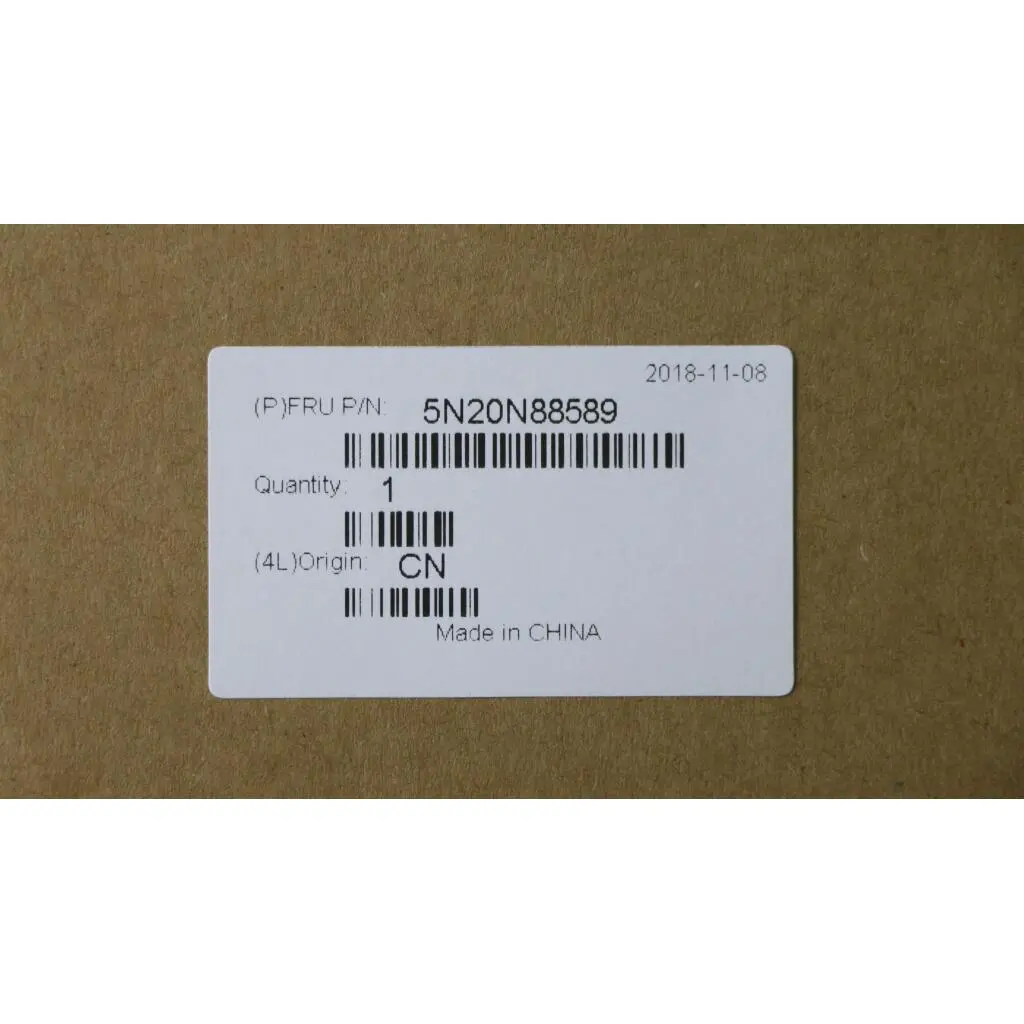 2018-11-08
(P)FRU P/N: 5N20N88589
Quantity: 1
(4L)Origin: CN
Made in CHINA